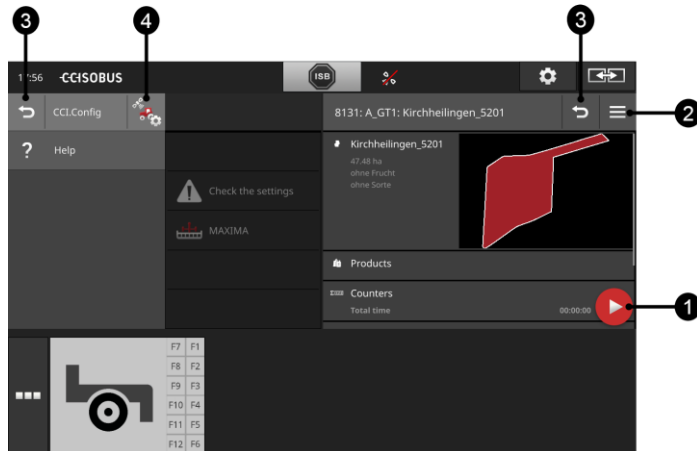 3
4
3
17:56
CCISOBUS
ISB
CCI.Config
8131: A_GT1: Kirchheilingen_5201
2
? Help
Kirchheilingen_5201
47.48 ha
ohne Frucht
ohne Sorte
Check the settings
MAXIMA
Products
Counters
Total time 00:00:00
1
F7 F1
F8 F2
F9 F3
F10 F4
F11 F5
F12 F6